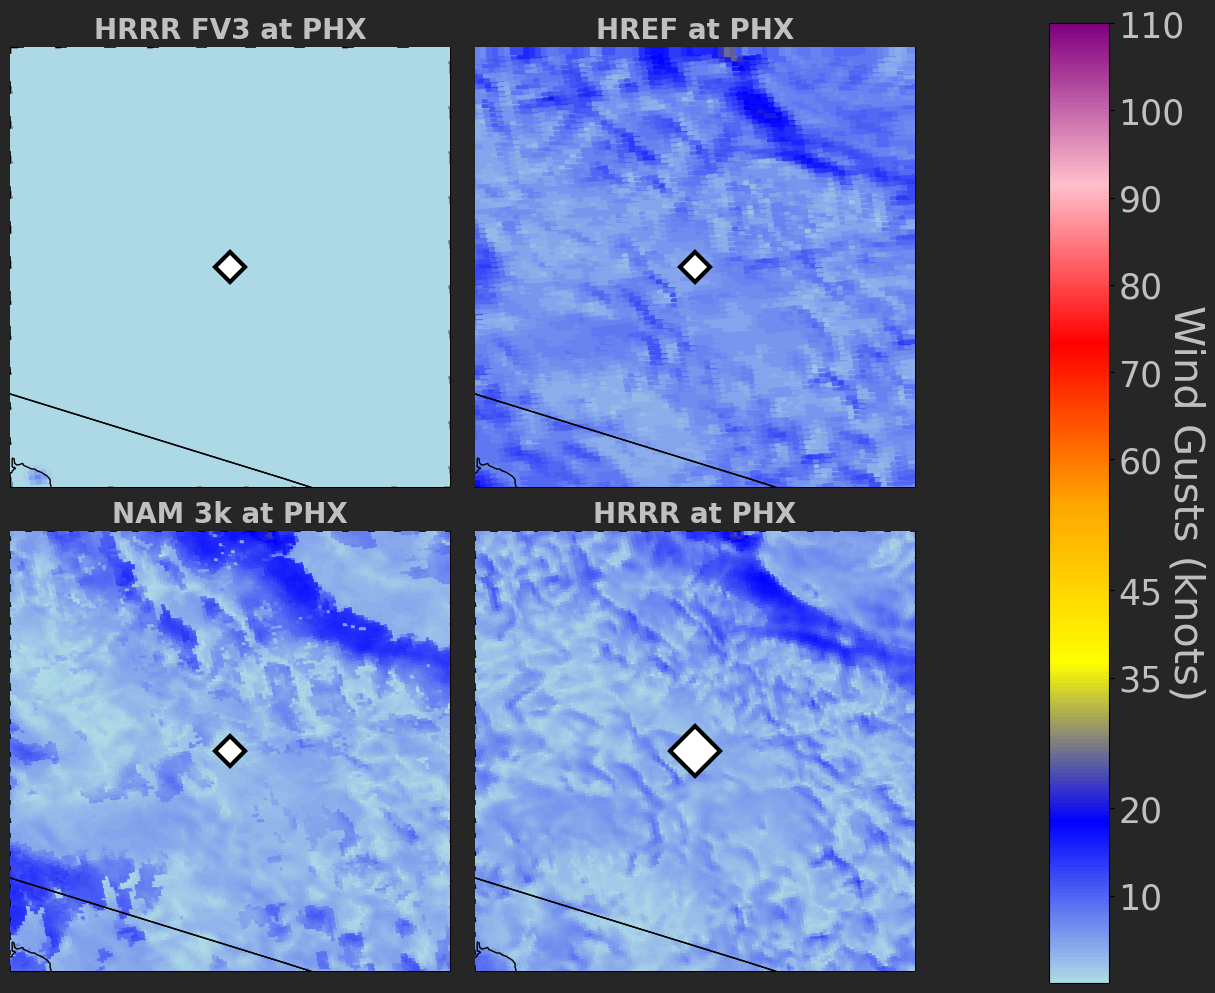 HRRR FV3 at PHX
HREF at PHX
NAM 3k at PHX
HRRR at PHX
110
100
90
80
70
60
45
35
20
10
Wind Gusts (knots)